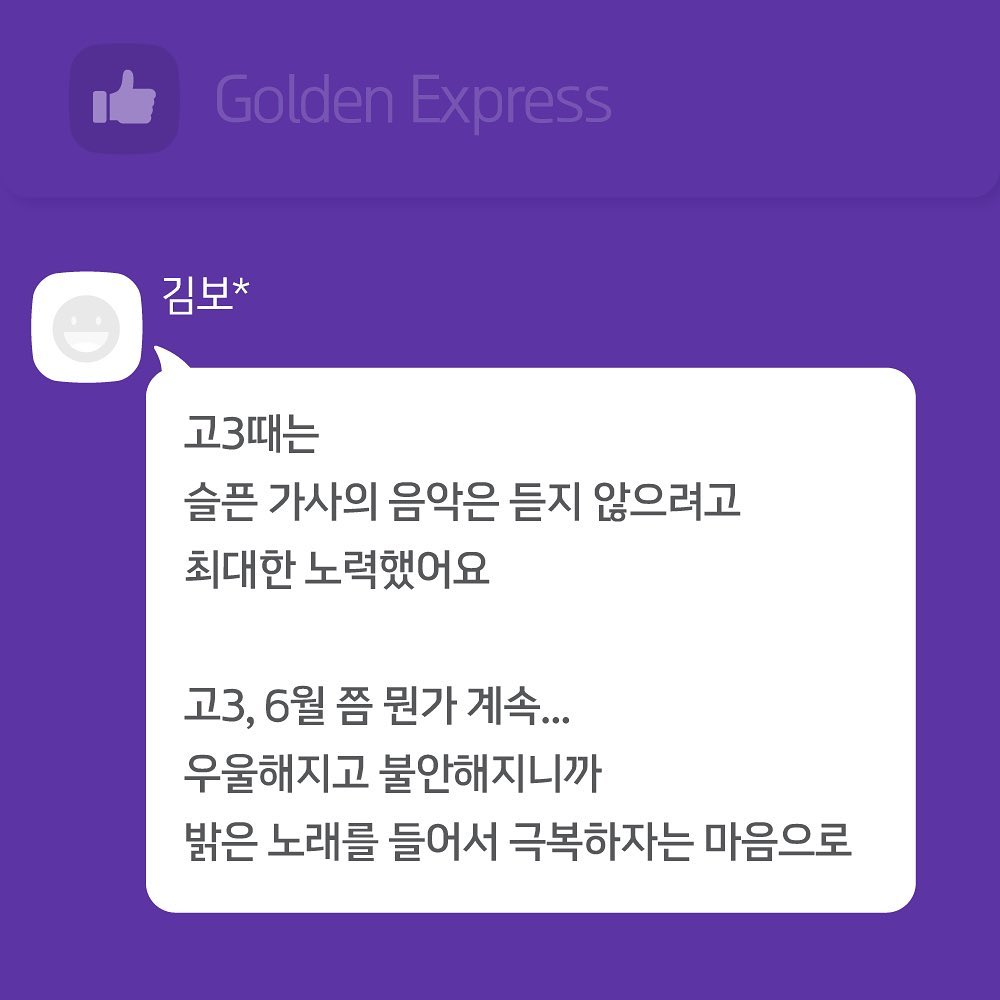 Golden Express
김보*
고3때는
슬픈 가사의 음악은 듣지 않으려고
최대한 노력했어요
고3, 6월 쯤 뭔가 계속...
우울해지고 불안해지니까
밝은 노래를 들어서 극복하자는 마음으로